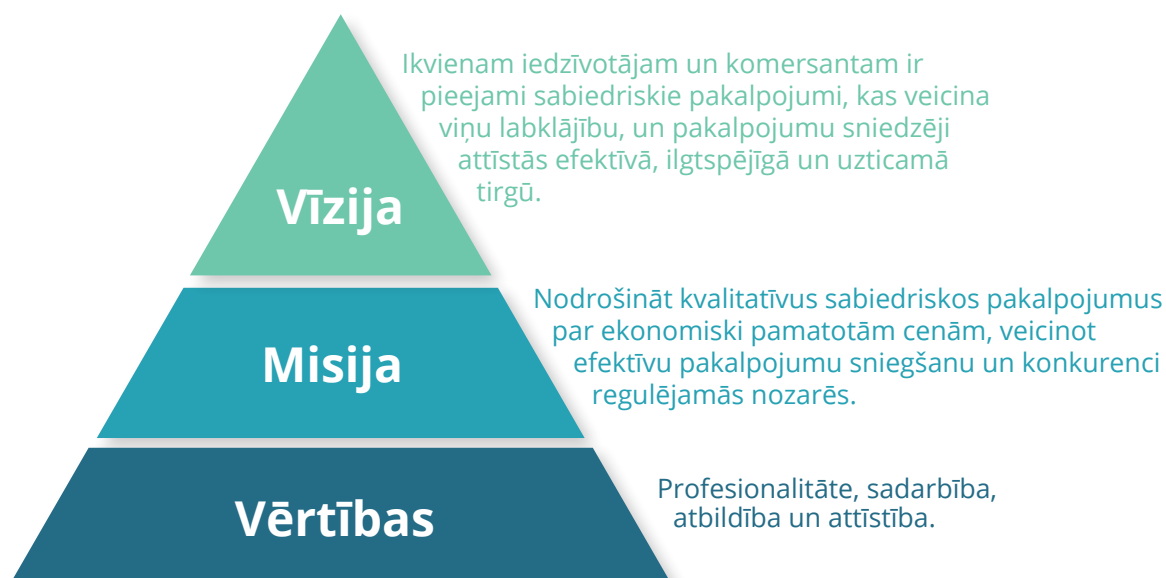 Vīzija
Ikvienam iedzīvotājam un komersantam ir
pieejami sabiedriskie pakalpojumi, kas veicina
viņu labklājību, un pakalpojumu sniedzēji
attīstās efektīvā, ilgtspējīgā un uzticamā
tirgū.
Misija
Nodrošināt kvalitatīvus sabiedriskos pakalpojumus
par ekonomiski pamatotām cenām, veicinot
efektīvu pakalpojumu sniegšanu un konkurenci
regulējamās nozarēs.
Vērtības
Profesionalitāte, sadarbība,
atbildība un attīstība.